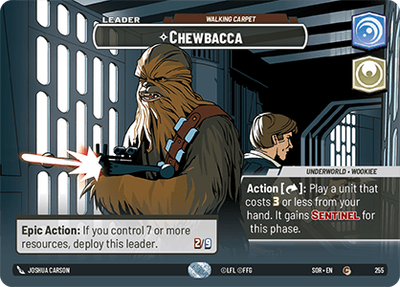 LEADER
WALKING CARPET
CHEWBACCA
UNDERWORLD • WOOKIEE
Action [ ]: Play a unit that
costs 3 or less from your
hand. It gains SENTINEL for
this phase.
Epic Action: If you control 7 or more
resources, deploy this leader.
2/9
JOSHUA CARSON
©LFL ©FFG
SOR • EN
C
255